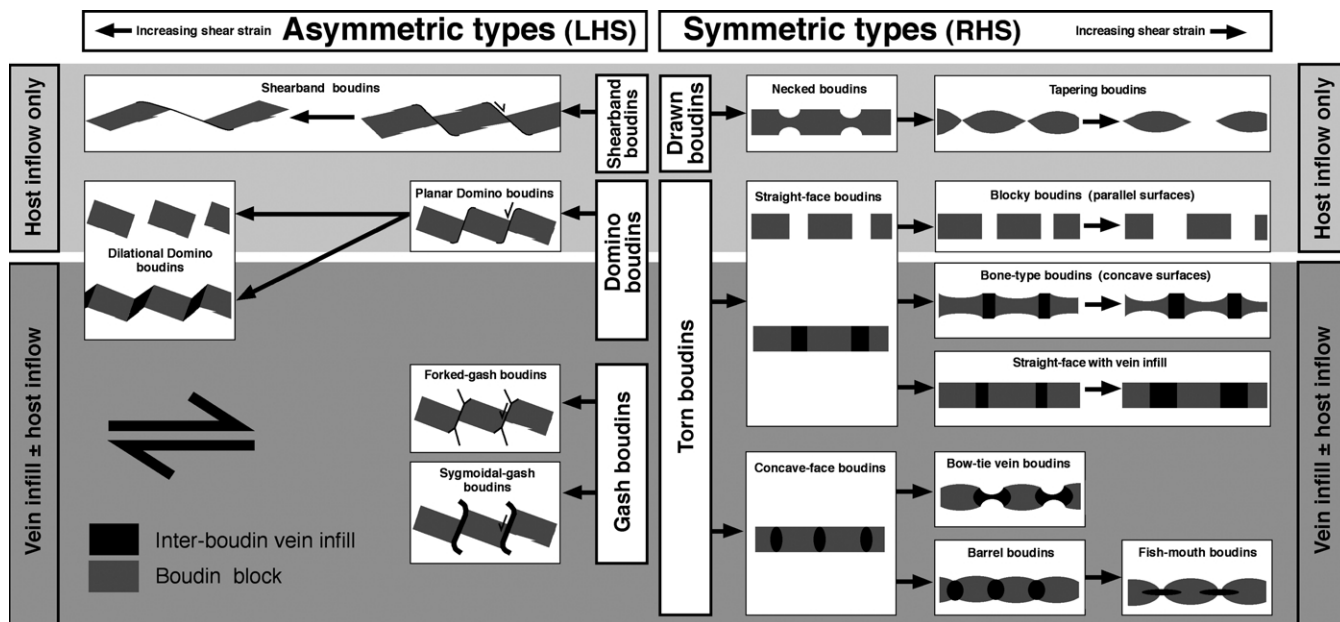 Increasing shear strain
Asymmetric types (LHS)
Symmetric types (RHS)
Increasing shear strain
Host inflow only
Shearband boudins
Shearband
boudins
Drawn
boudins
Necked boudins
Tapering boudins
Host inflow only
Dilational Domino
boudins
Planar Domino boudins
Domino
boudins
Straight-face boudins
Blocky boudins (parallel surfaces)
Vein infill ± host inflow
Torn boudins
Bone-type boudins (concave surfaces)
Straight-face with vein infill
Vein infill ± host inflow
Forked-gash boudins
Sygmoidal-gash
boudins
Gash boudins
Concave-face boudins
Bow-tie vein boudins
Barrel boudins
Fish-mouth boudins
Inter-boudin vein infill
Boudin block